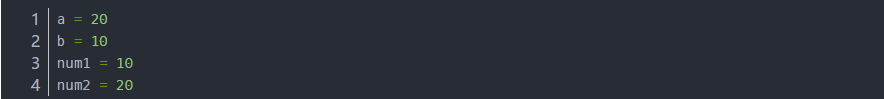 1 a = 20
2 b = 10
3 num1 = 10
4 num2 = 20